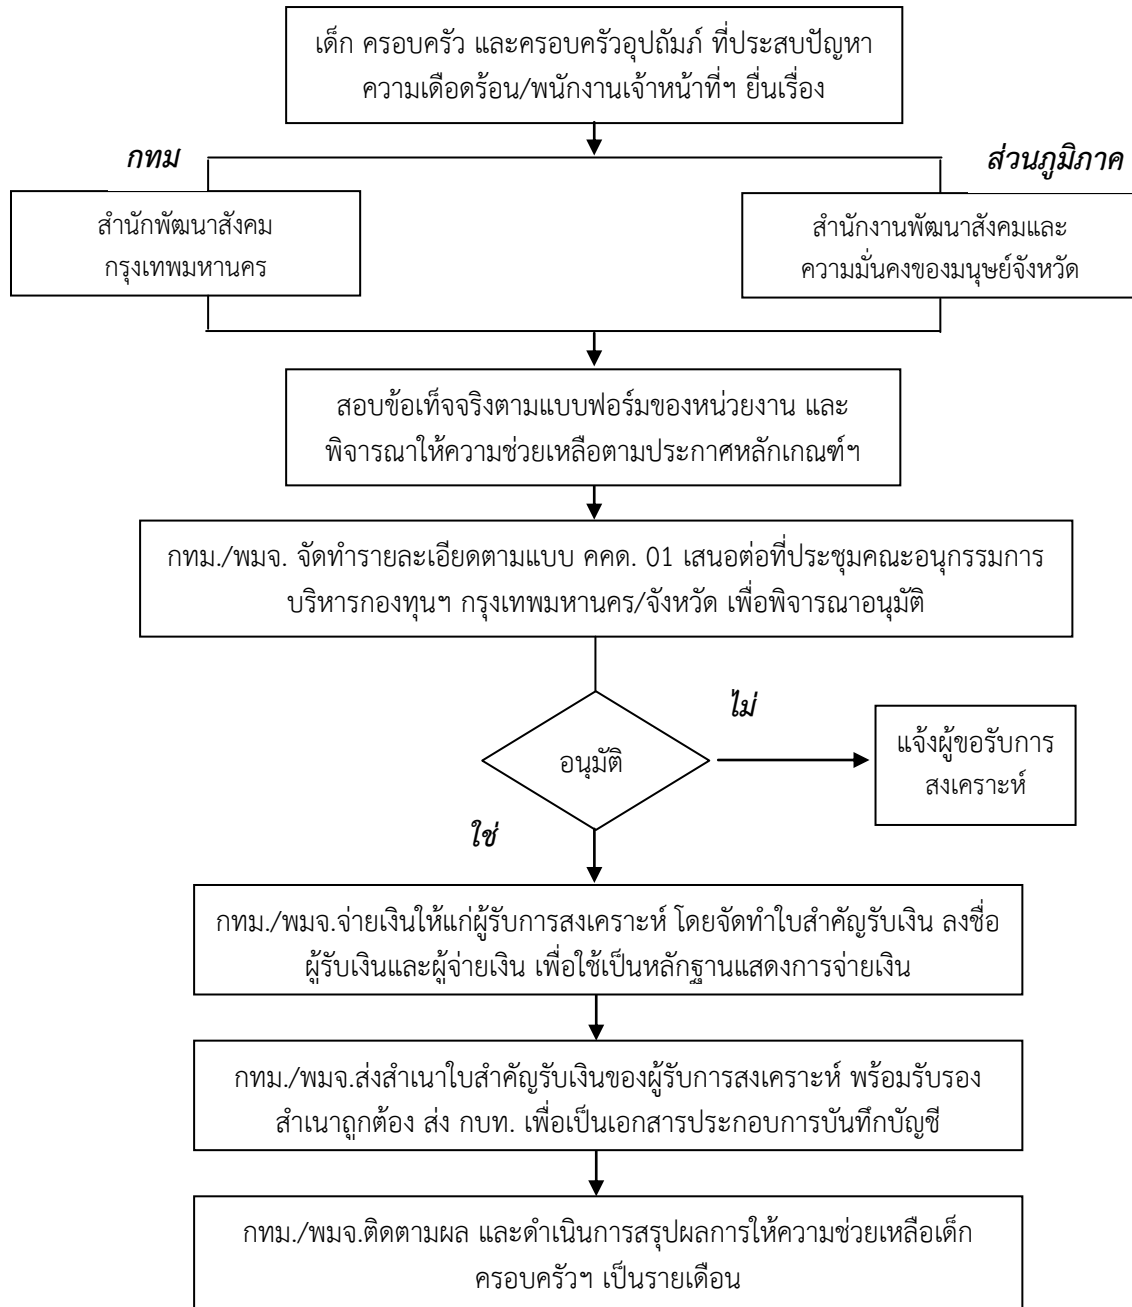 เด็ก ครอบครัว และครอบครัวอุปถัมภ์ ที่ประสบปัญหา
ความเดือดร้อน/พนักงานเจ้าหน้าที่ฯ ยื่นเรื่อง
กทม
ส่วนภูมิภาค
สำนักพัฒนาสังคม
กรุงเทพมหานคร
สำนักงานพัฒนาสังคมและ
ความมั่นคงของมนุษย์จังหวัด
สอบข้อเท็จจริงตามแบบฟอร์มของหน่วยงาน และ
พิจารณาให้ความช่วยเหลือตามประกาศหลักเกณฑ์ฯ
กทม./พมจ. จัดทำรายละเอียดตามแบบ คคด. 01 เสนอต่อที่ประชุมคณะอนุกรรมการ
บริหารกองทุนฯ กรุงเทพมหานคร/จังหวัด เพื่อพิจารณาอนุมัติ
ไม่
อนุมัติ
แจ้งผู้ขอรับการ
สงเคราะห์
ใช่
กทม./พมจ.จ่ายเงินให้แก่ผู้รับการสงเคราะห์ โดยจัดทำใบสำคัญรับเงิน ลงชื่อ
ผู้รับเงินและผู้จ่ายเงิน เพื่อใช้เป็นหลักฐานแสดงการจ่ายเงิน
กทม./พมจ.ส่งสำเนาใบสำคัญรับเงินของผู้รับการสงเคราะห์ พร้อมรับรอง
สำเนาถูกต้อง ส่ง กบท. เพื่อเป็นเอกสารประกอบการบันทึกบัญชี
กทม./พมจ.ติดตามผล และดำเนินการสรุปผลการให้ความช่วยเหลือเด็ก
ครอบครัวฯ เป็นรายเดือน